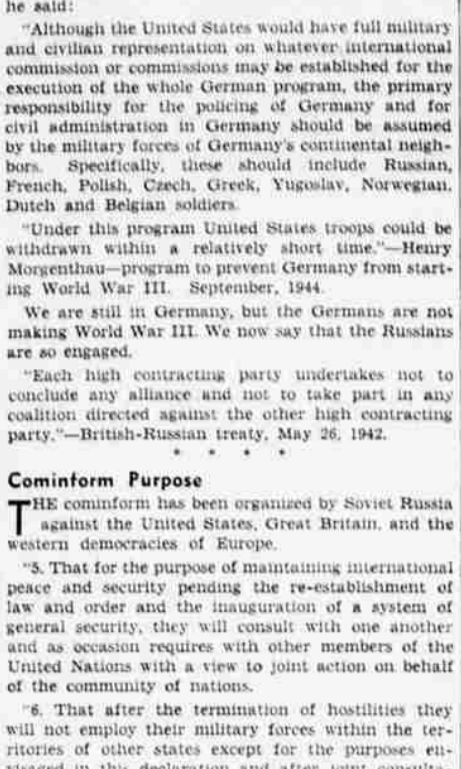 he said:
"Although the United States would have full military
and civilian representation on whatever international
commission or commissions may be established for the
execution of the whole German program, the primary
responsibility for the policing of Germany and for
civil administration in Germany should be assumed
by the military forces of Germany's continental neigh-
bors. Specifically, these should include Russian,
French, Polish, Czech, Greek, Yugoslav, Norwegian,
Dutch and Belgian soldiers.
"Under this program United States troops could be
withdrawn within a relatively short time."—Henry
Morgenthau—program to prevent Germany from start-
ing World War III. September, 1944.
We are still in Germany, but the Germans are not
making World War III. We now say that the Russians
are so engaged.
"Each high contracting party undertakes not to
conclude any alliance and not to take part in any
coalition directed against the other high contracting
party."—British-Russian treaty, May 26, 1942.
* * * *
Cominform Purpose
THE cominform has been organized by Soviet Russia
against the United States, Great Britain, and the
western democracies of Europe.
"5. That for the purpose of maintaining international
peace and security pending the re-establishment of
law and order and the inauguration of a system of
general security, they will consult with one another
and as occasion requires with other members of the
United Nations with a view to joint action on behalf
of the community of nations.
"6. That after the termination of hostilities they
will not employ their military forces within the ter-
ritories of other states except for the purposes en-
visaged in this declaration and after joint consulta-